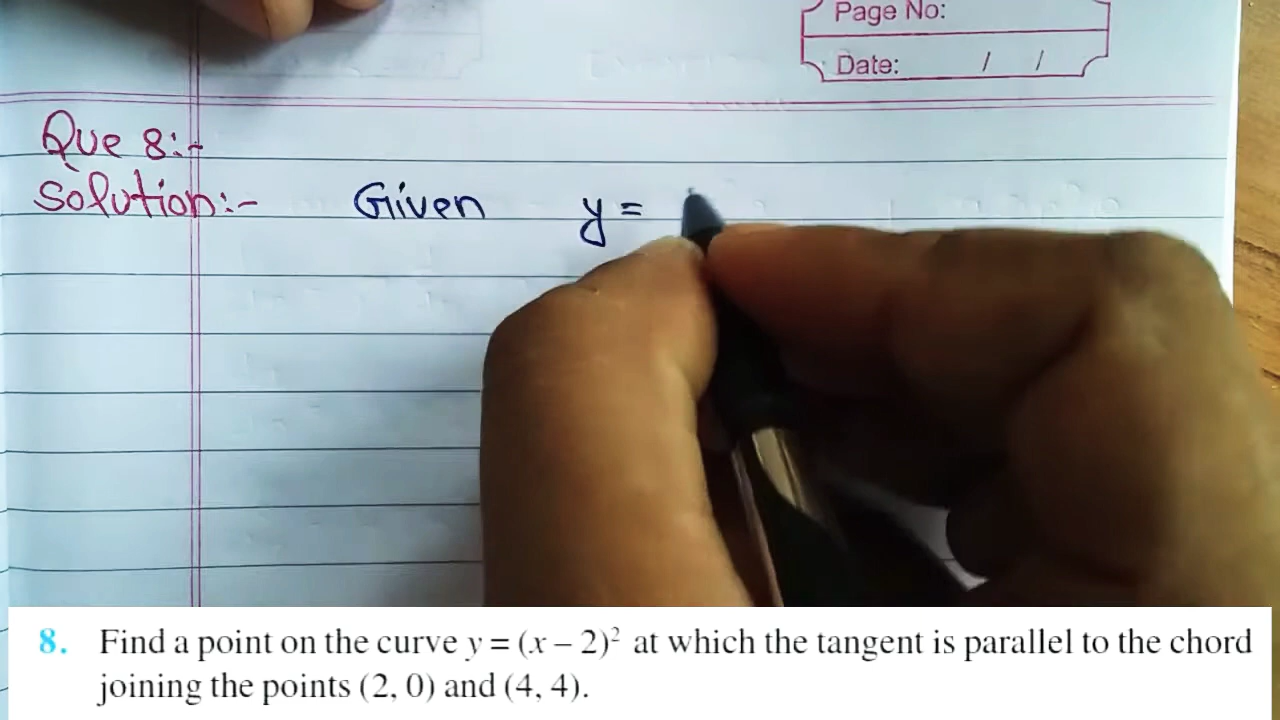 Page No:
Date: / /
Que 8:-
Solution:- Given y =
8. Find a point on the curve y = (x – 2)² at which the tangent is parallel to the chord
joining the points (2, 0) and (4, 4).